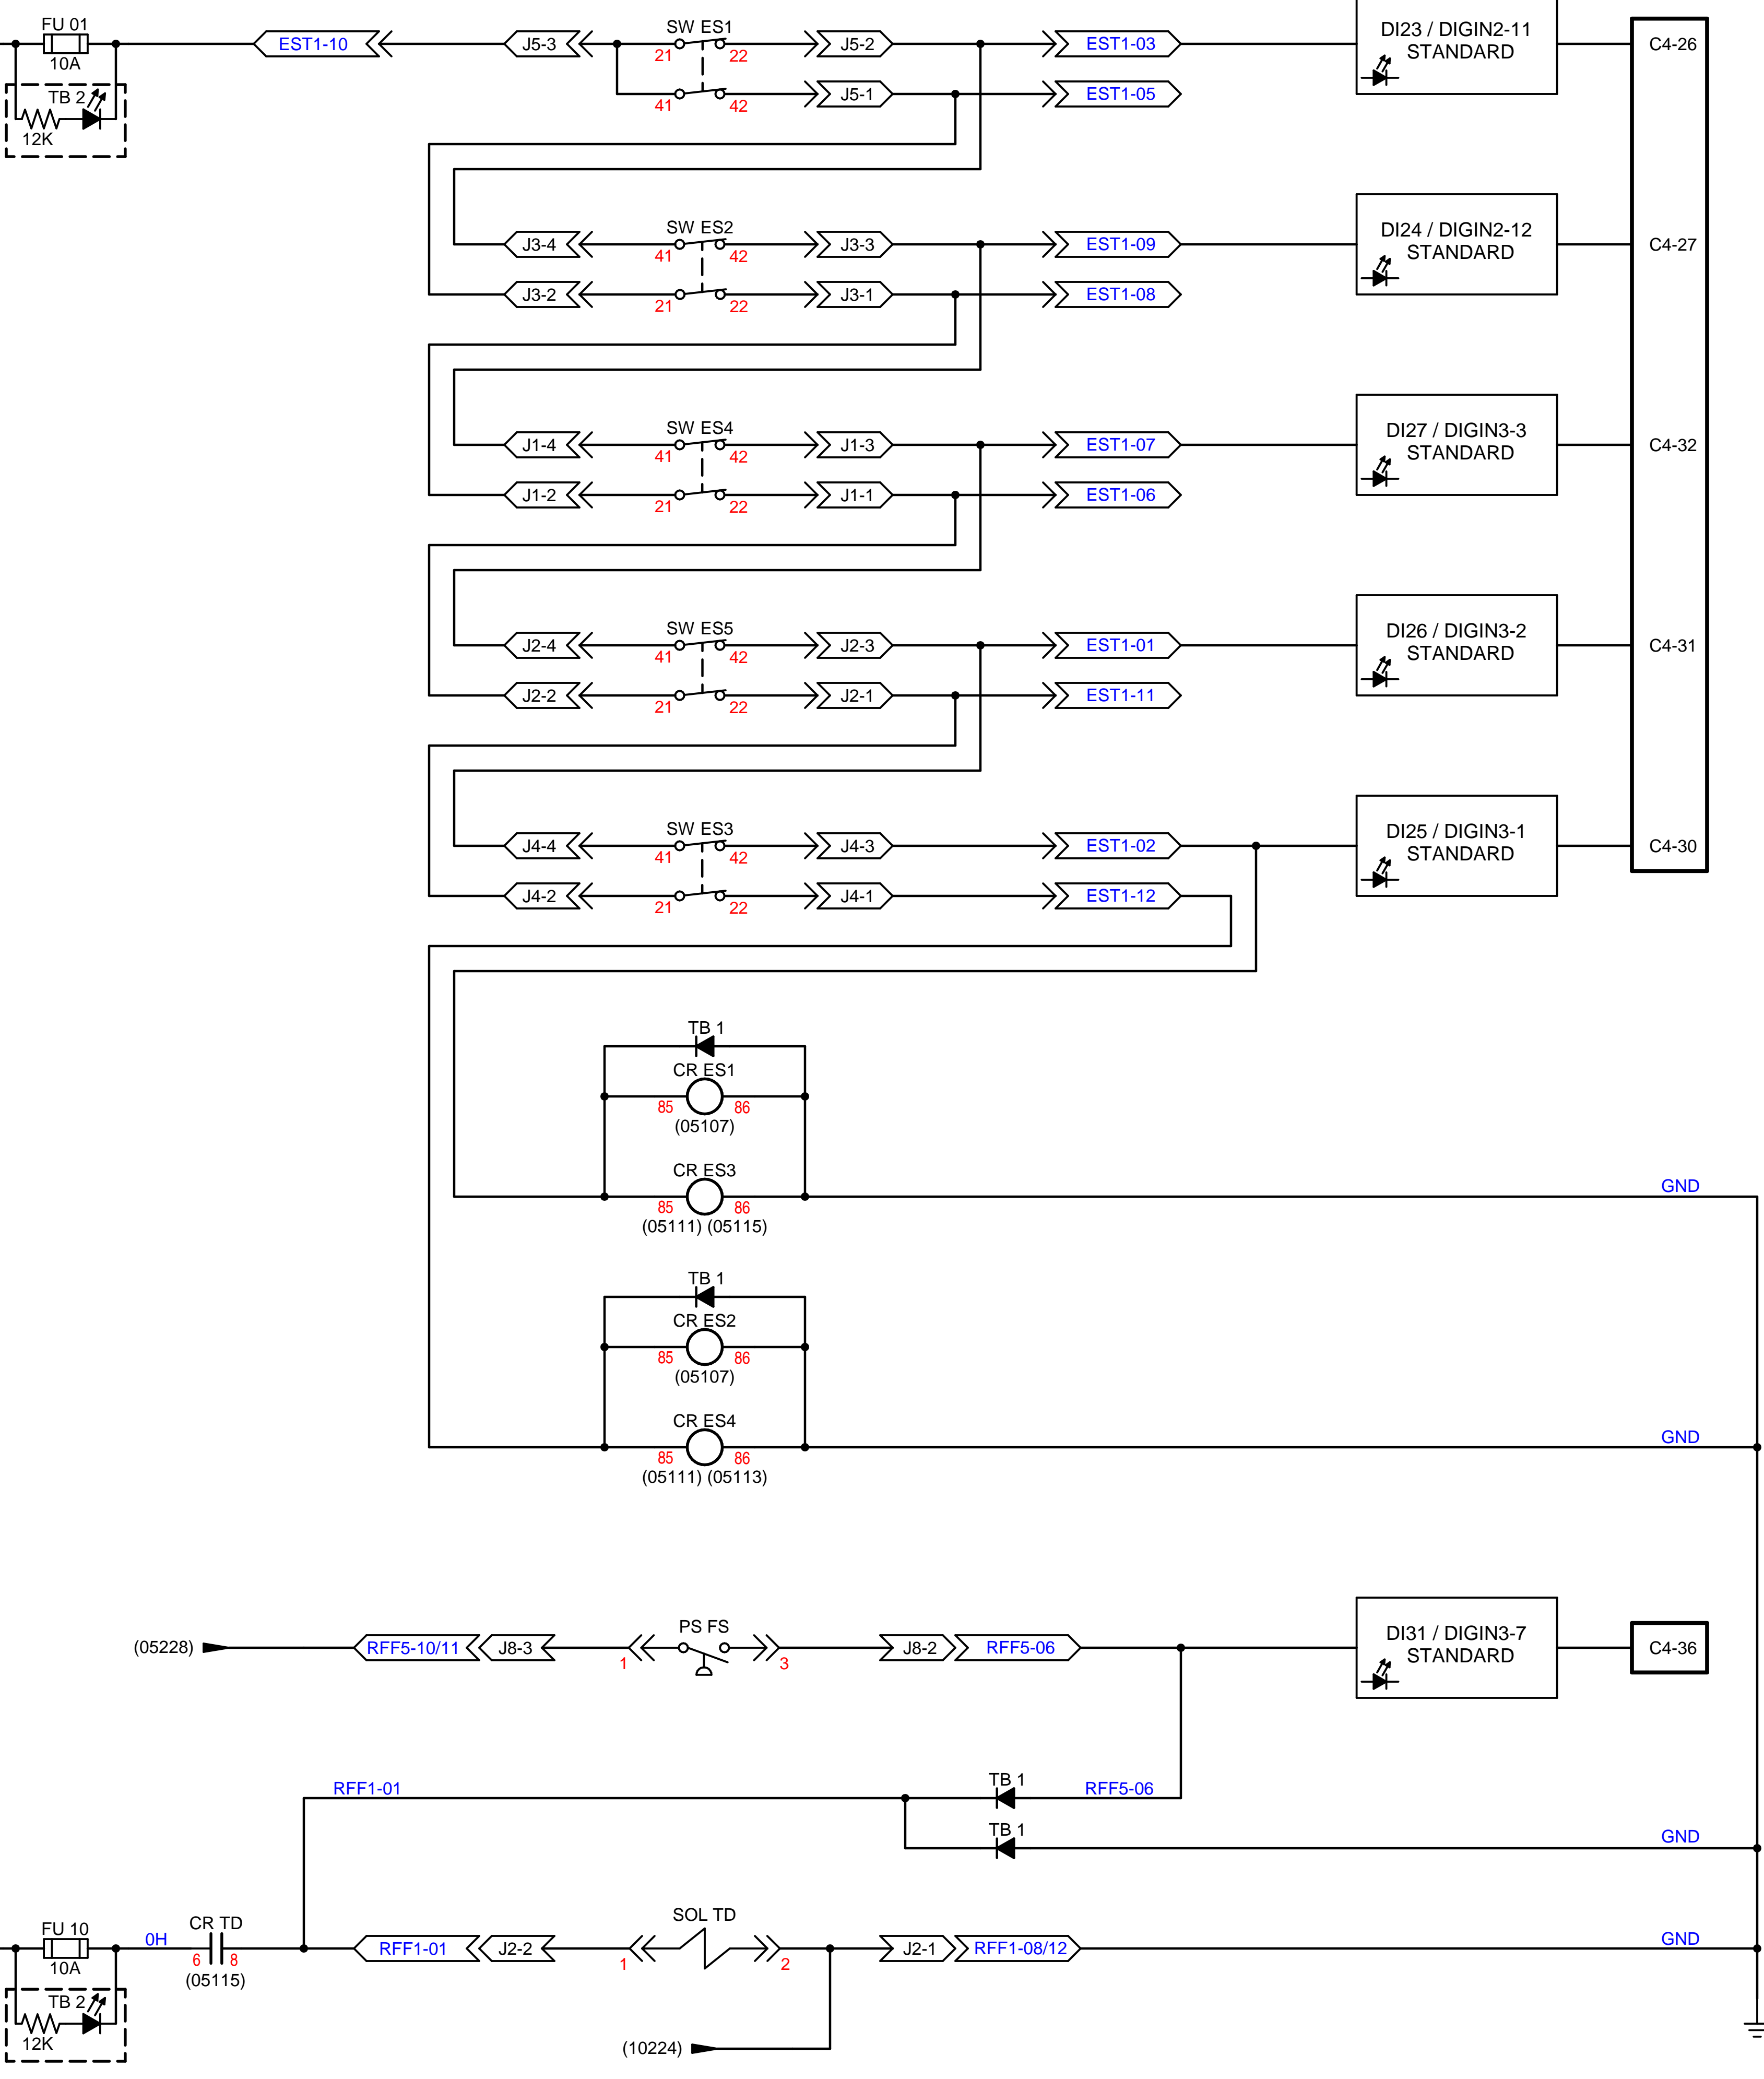 FU 01
10A
TB 2
12K
EST1-10
J5-3
SW ES1
21
22
J5-2
EST1-03
DI23 / DIGIN2-11
STANDARD
C4-26
41
42
J5-1
EST1-05
J3-4
SW ES2
41
42
J3-3
EST1-09
DI24 / DIGIN2-12
STANDARD
C4-27
J3-2
21
22
J3-1
EST1-08
J1-4
SW ES4
41
42
J1-3
EST1-07
DI27 / DIGIN3-3
STANDARD
C4-32
J1-2
21
22
J1-1
EST1-06
J2-4
SW ES5
41
42
J2-3
EST1-01
DI26 / DIGIN3-2
STANDARD
C4-31
J2-2
21
22
J2-1
EST1-11
J4-4
SW ES3
41
42
J4-3
EST1-02
DI25 / DIGIN3-1
STANDARD
C4-30
J4-2
21
22
J4-1
EST1-12
TB 1
CR ES1
85
86
(05107)
CR ES3
85
86
(05111) (05115)
GND
TB 1
CR ES2
85
86
(05107)
CR ES4
85
86
(05111) (05113)
GND
(05228)
RFF5-10/11
J8-3
1
PS FS
3
J8-2
RFF5-06
DI31 / DIGIN3-7
STANDARD
C4-36
RFF1-01
TB 1
RFF5-06
TB 1
GND
FU 10
10A
TB 2
12K
0H
CR TD
6
8
(05115)
RFF1-01
J2-2
1
SOL TD
2
J2-1
RFF1-08/12
GND
(10224)